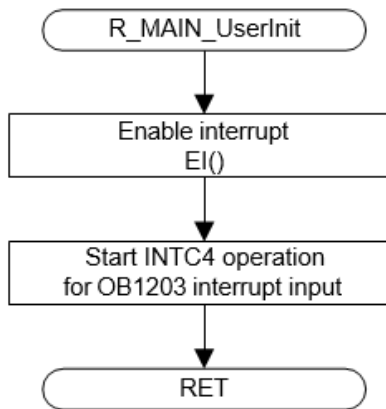 R_MAIN_UserInit
Enable interrupt
EI()
Start INTC4 operation
for OB1203 interrupt input
RET